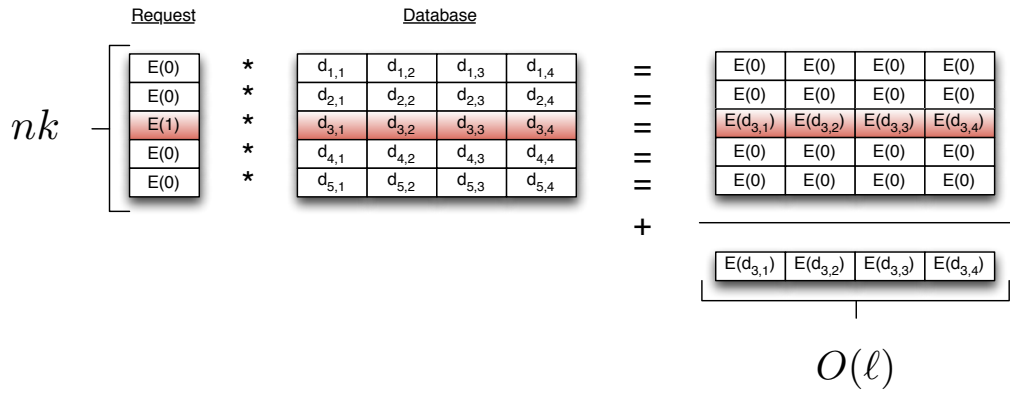 Request Database
E(0) * d1,1 d1,2 d1,3 d1,4 = E(0) E(0) E(0) E(0)
E(0) * d2,1 d2,2 d2,3 d2,4 = E(0) E(0) E(0) E(0)
nk E(1) * d3,1 d3,2 d3,3 d3,4 = E(d3,1) E(d3,2) E(d3,3) E(d3,4)
E(0) * d4,1 d4,2 d4,3 d4,4 = E(0) E(0) E(0) E(0)
E(0) * d5,1 d5,2 d5,3 d5,4 = E(0) E(0) E(0) E(0)
+
E(d3,1) E(d3,2) E(d3,3) E(d3,4)
O(ℓ)